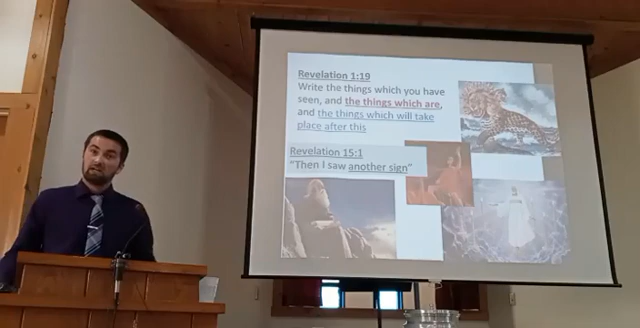 Revelation 1:19
Write the things which you have
seen, and the things which are,
and the things which will take
place after this
Revelation 15:1
"Then I saw another sign"